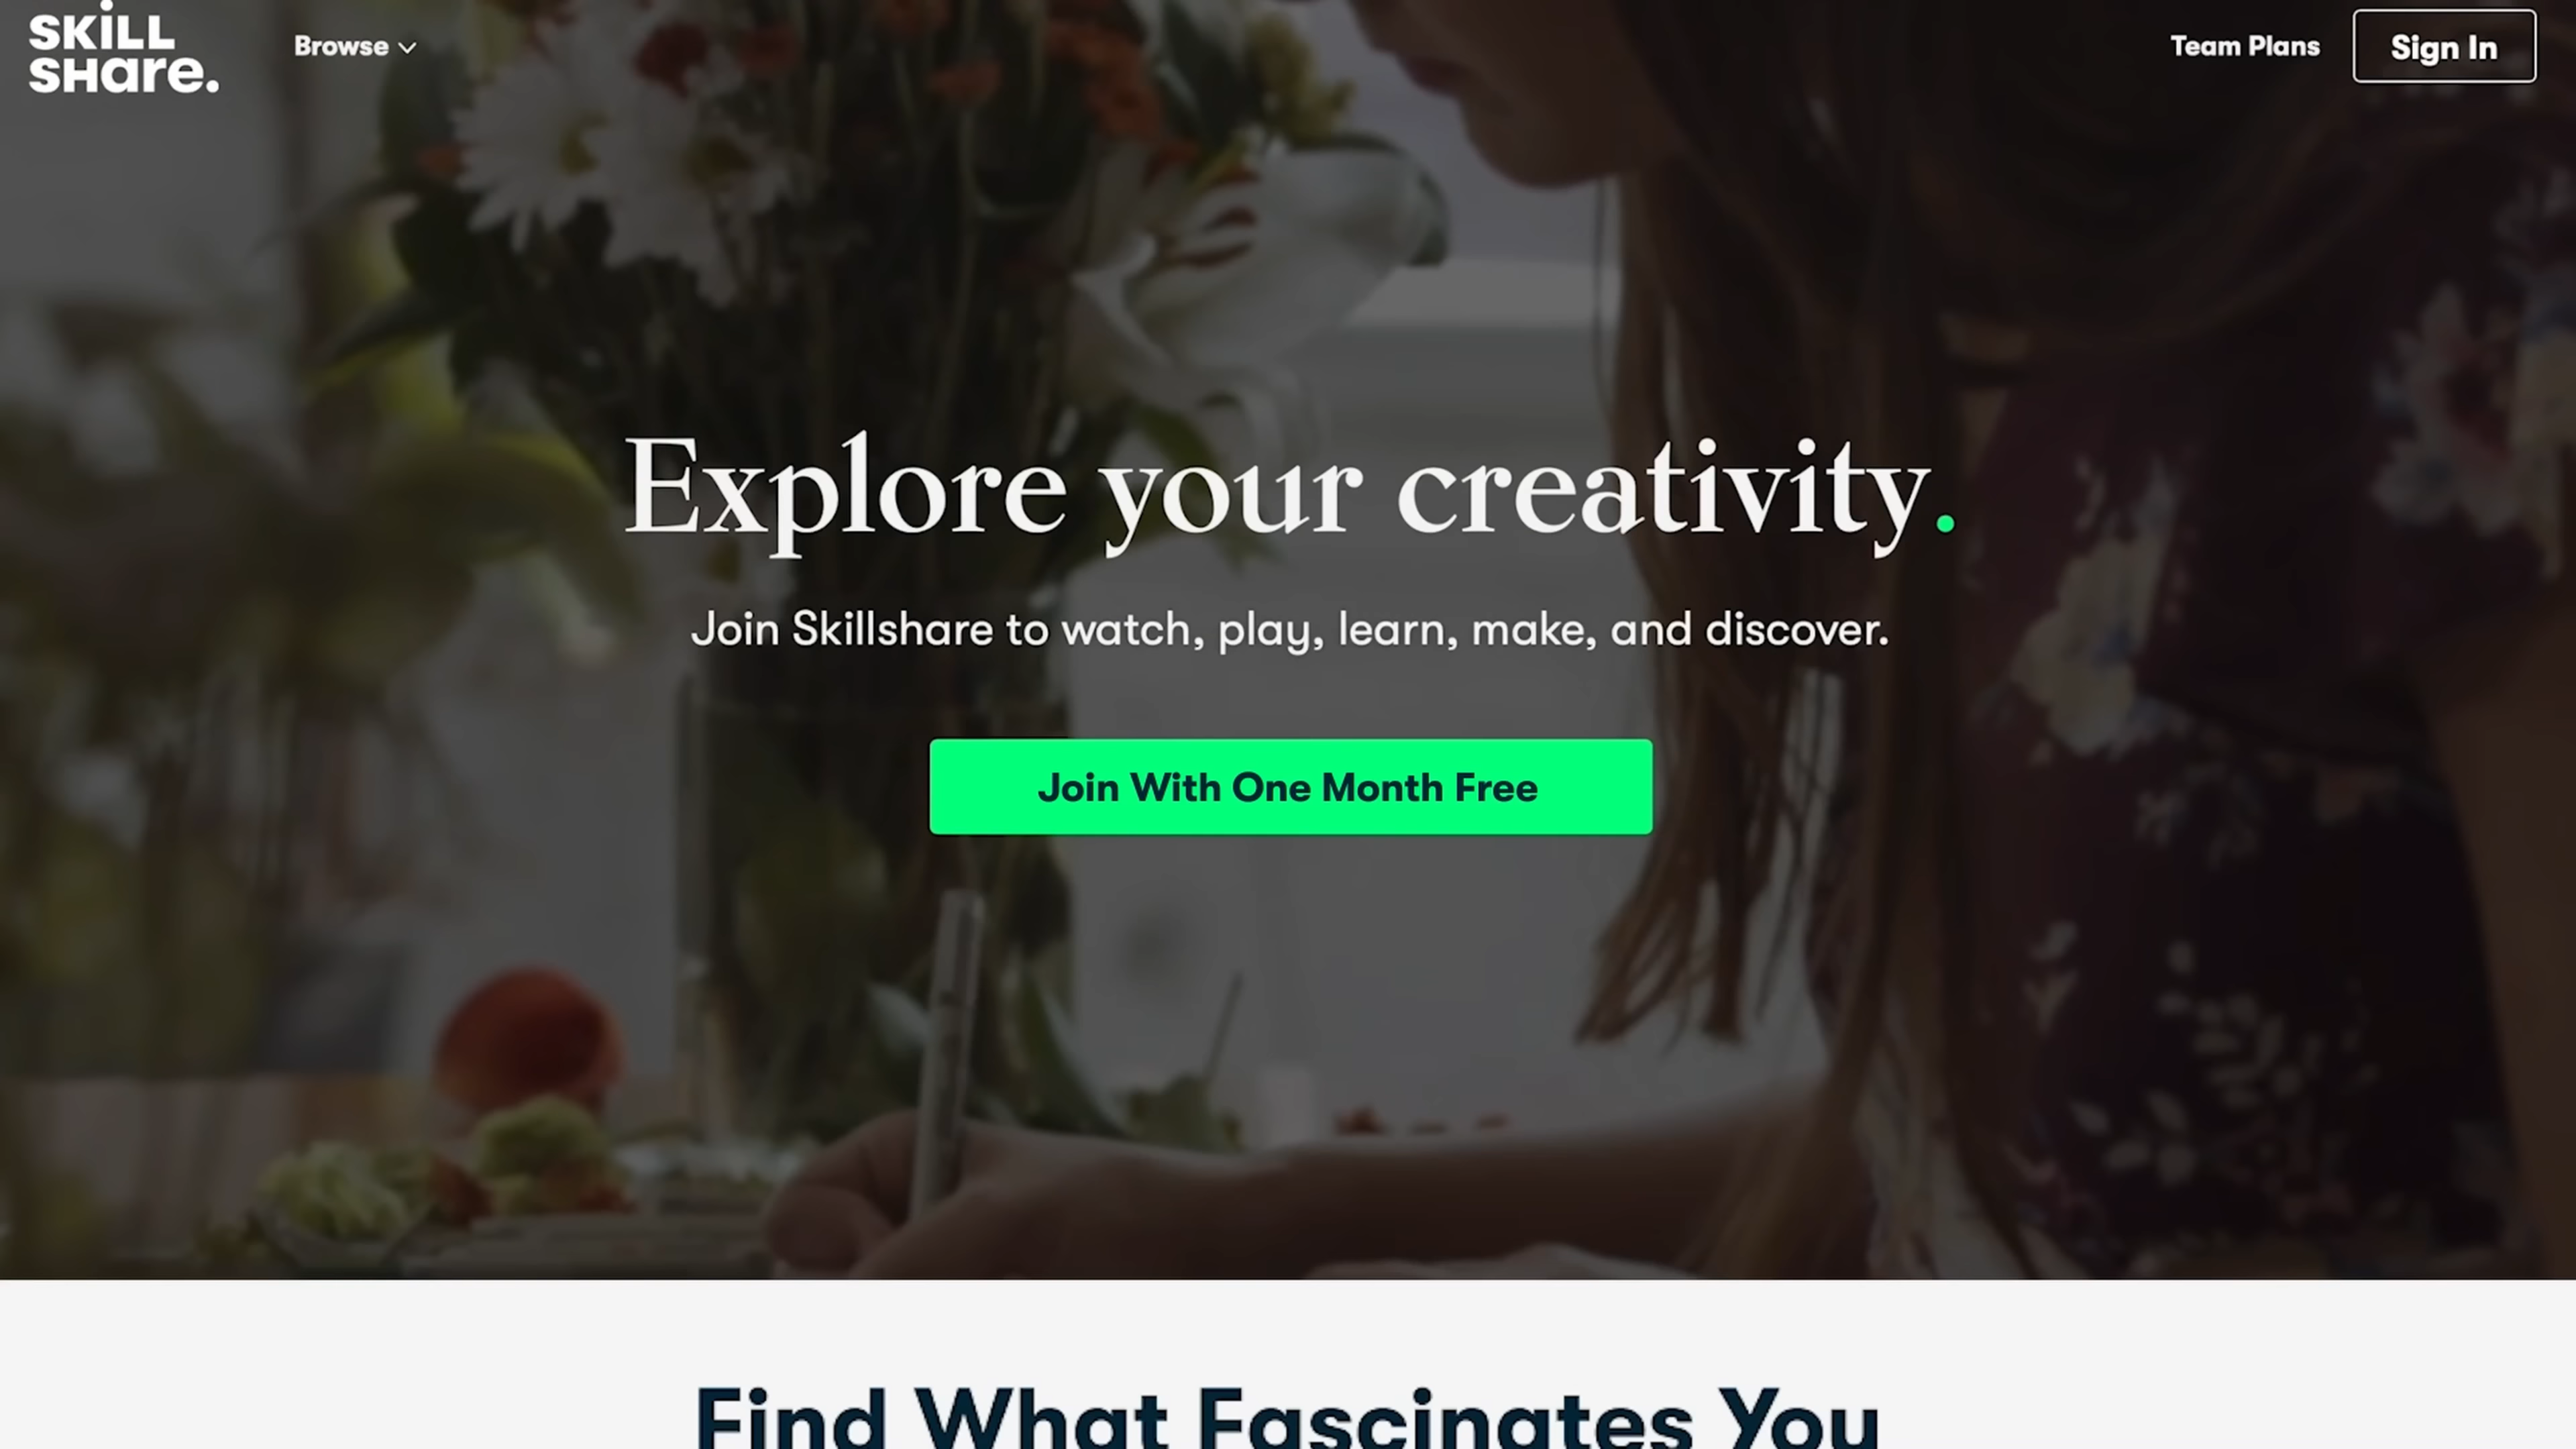 SKiLL
SHare.
Browse
Team Plans
Sign In
Explore your creativity.
Join Skillshare to watch, play, learn, make, and discover.
Join With One Month Free
Find What Fascinates You